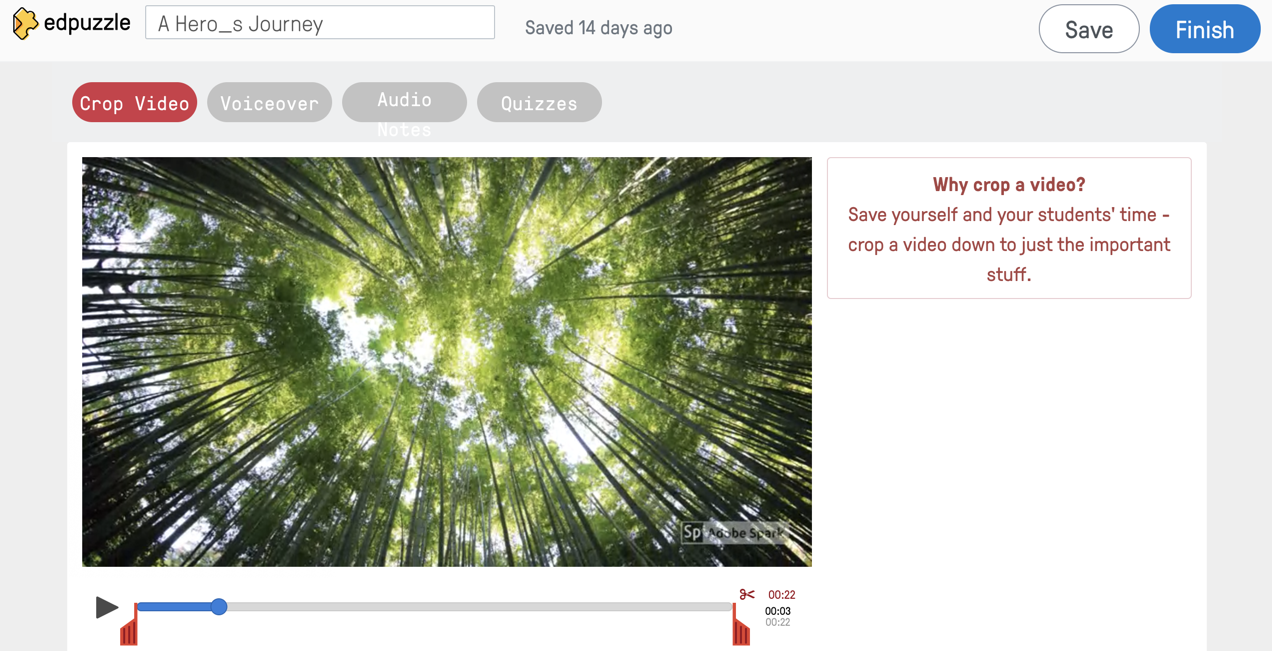 edpuzzle
A Hero_s Journey
Saved 14 days ago
Save
Finish
Crop Video
Voiceover
Audio
Notes
Quizzes
Why crop a video?
Save yourself and your students' time -
crop a video down to just the important
stuff.
Sp Adobe Spark
00:22
00:03
00:22